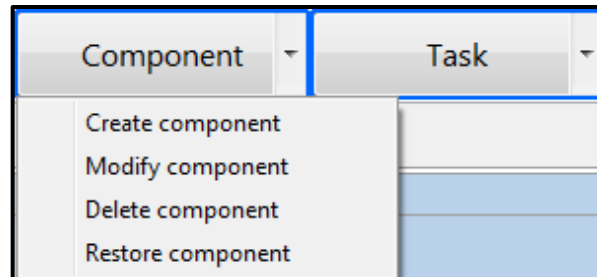 Component Task
Create component
Modify component
Delete component
Restore component